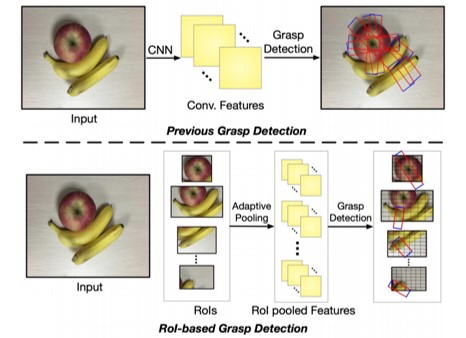 CNN
Grasp
Detection
Input
Conv. Features
Previous Grasp Detection
Adaptive
Pooling
Grasp
Detection
Input
RoIs
RoI pooled Features
RoI-based Grasp Detection